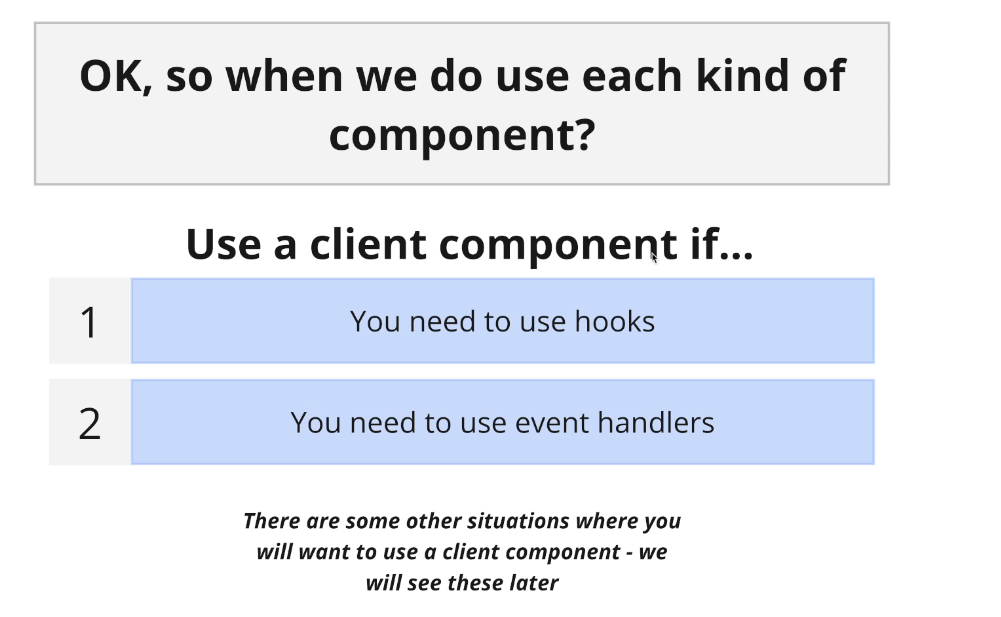 OK, so when we do use each kind of
component?
Use a client component if...
1 You need to use hooks
2 You need to use event handlers
There are some other situations where you
will want to use a client component - we
will see these later